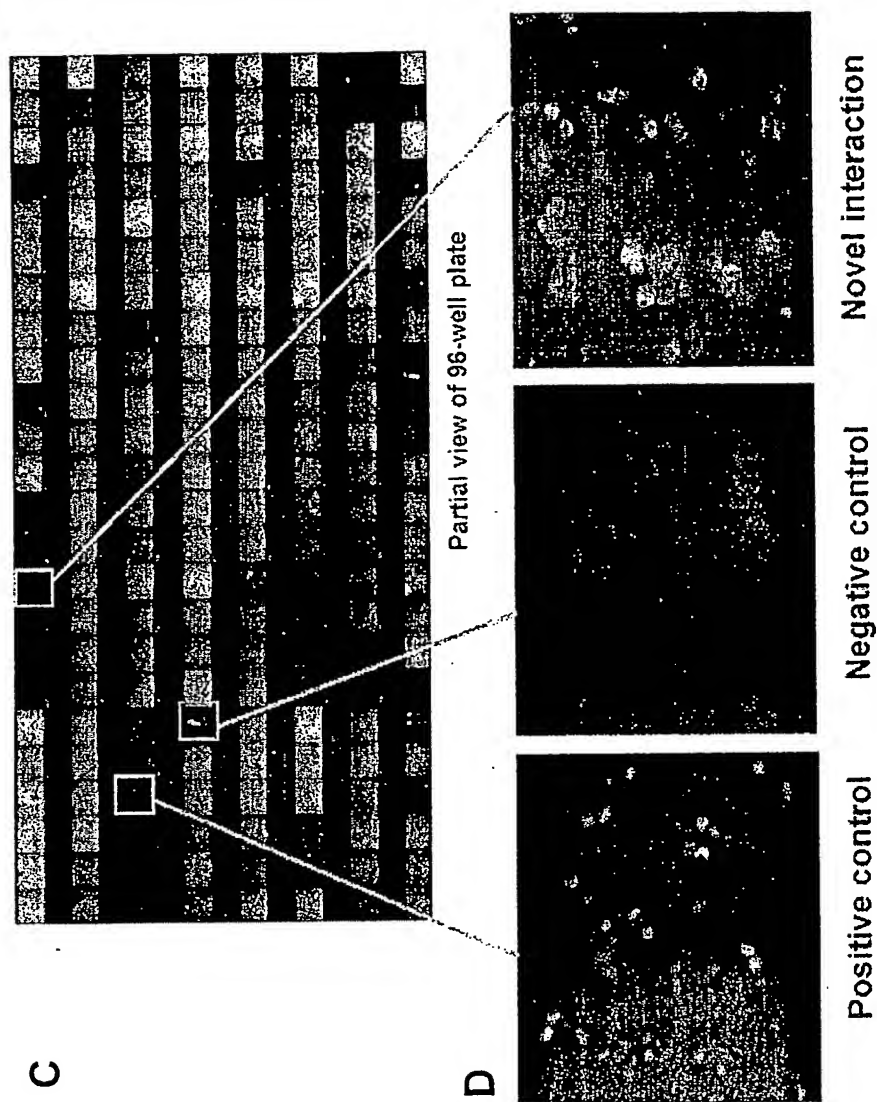 C
Partial view of 96-well plate
D
Positive control
Negative control
Novel interaction